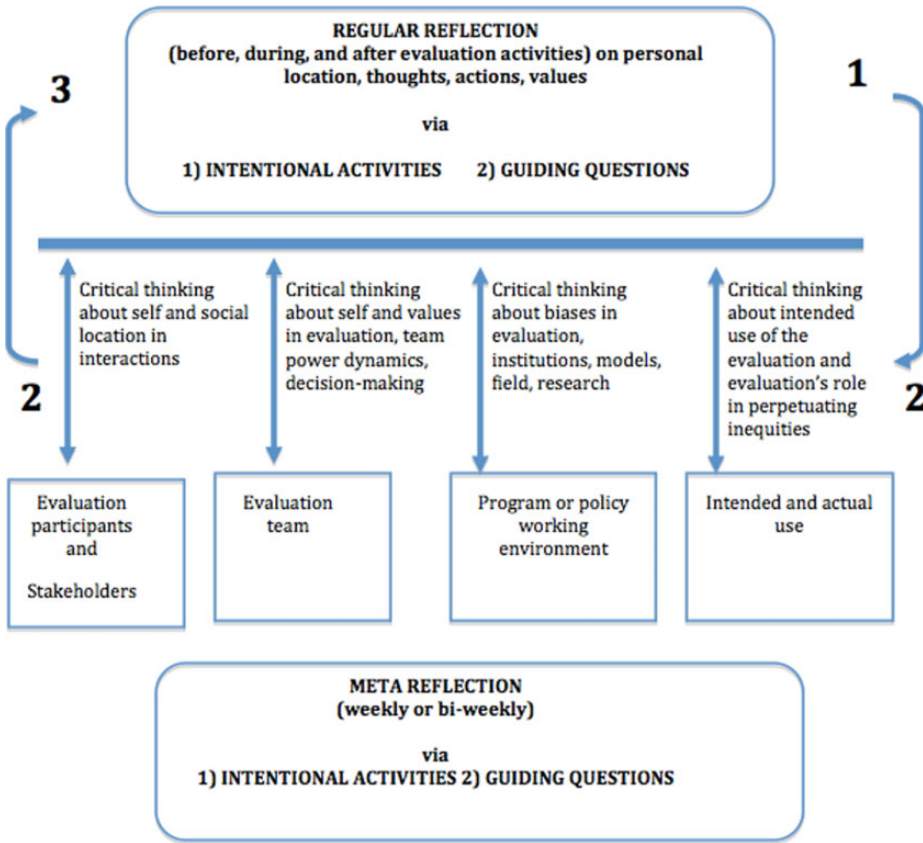 REGULAR REFLECTION
(before, during, and after evaluation activities) on personal
location, thoughts, actions, values
via
1) INTENTIONAL ACTIVITIES 2) GUIDING QUESTIONS
3
1
Critical thinking
about self and social
location in
interactions
Critical thinking
about self and values
in evaluation, team
power dynamics,
decision-making
Critical thinking
about biases in
evaluation,
institutions, models,
field, research
Critical thinking
about intended
use of the
evaluation and
evaluation's role
in perpetuating
inequities
2
2
Evaluation
participants
and
Stakeholders
Evaluation
team
Program or policy
working
environment
Intended and actual
use
META REFLECTION
(weekly or bi-weekly)
via
1) INTENTIONAL ACTIVITIES 2) GUIDING QUESTIONS